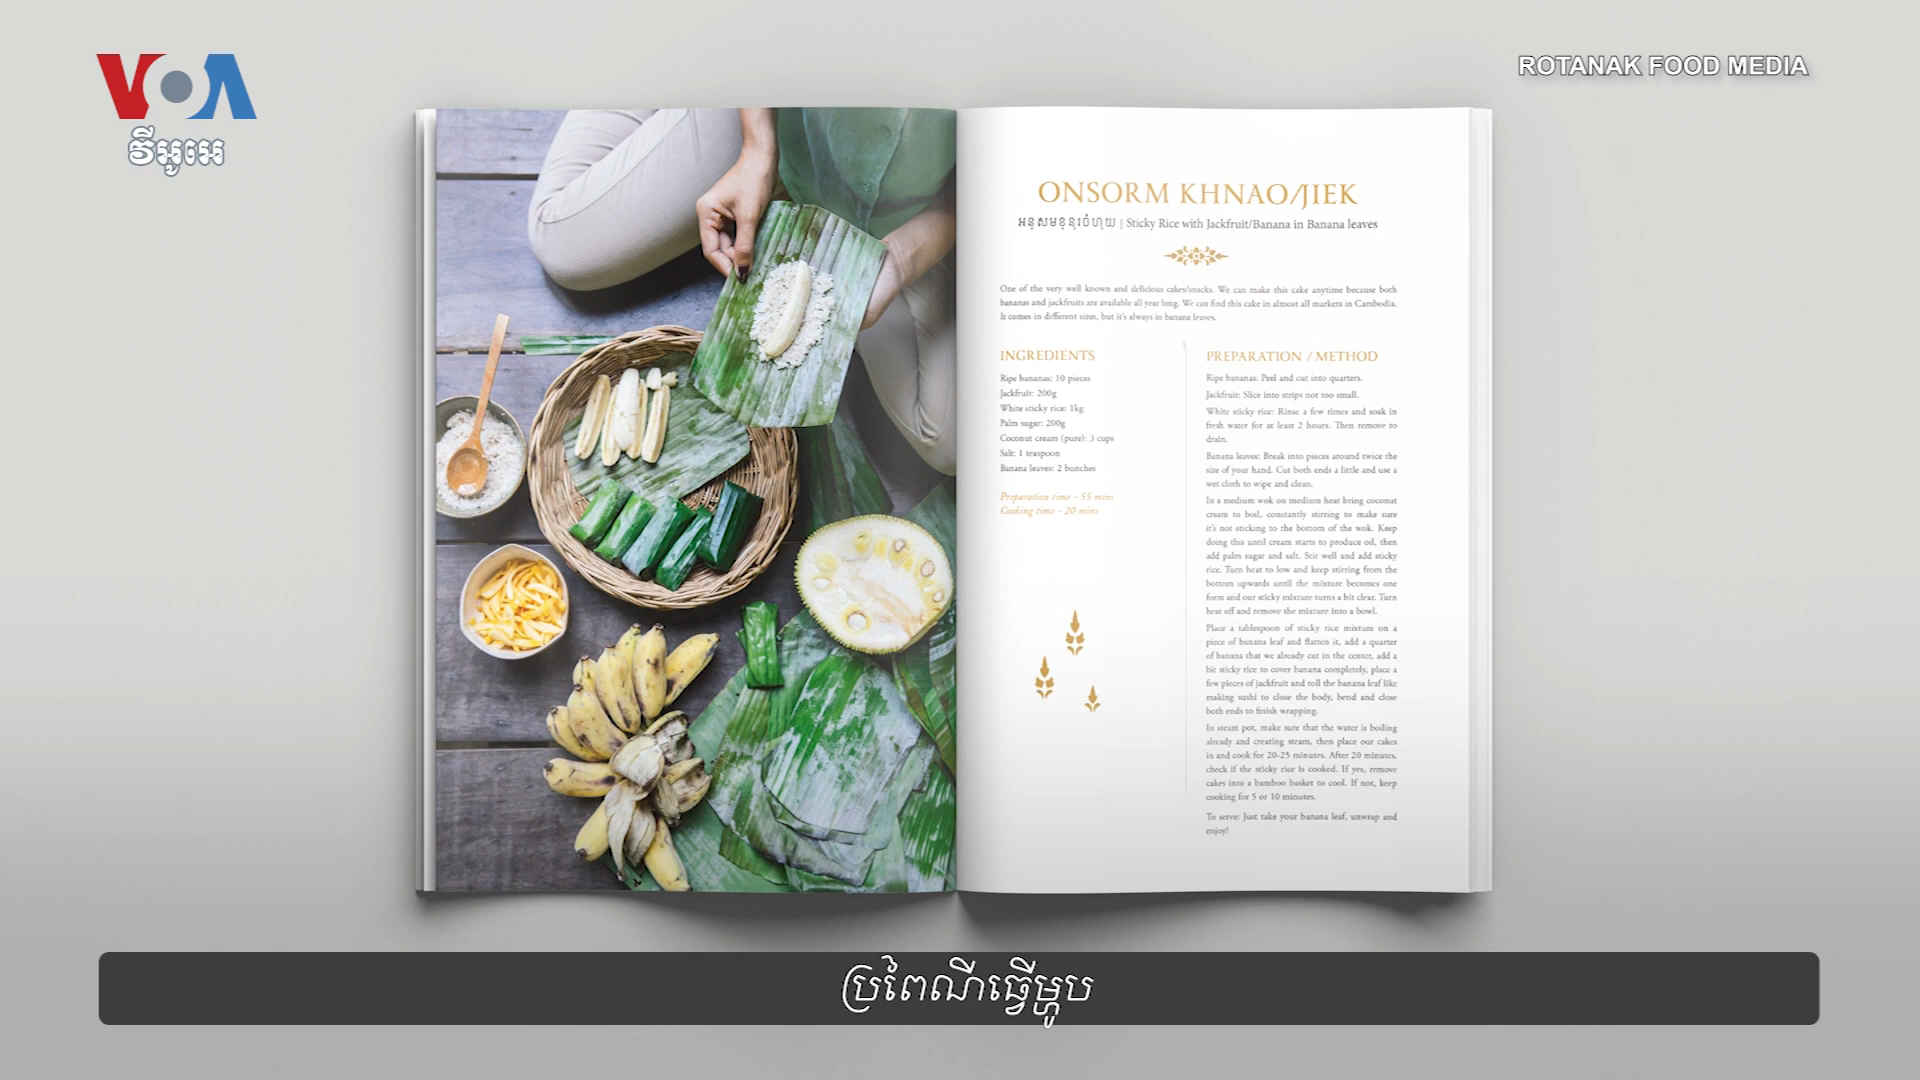 VOA
វីអូអេ
ROTANAK FOOD MEDIA
ONSORM KHNAO/JIEK
អនសមខនុរចំហុយ | Sticky Rice with Jackfruit/Banana in Banana leaves
One of the very well known and delicious cakes/snacks. We can make this cake anytime because both
bananas and jackfruits are available all year long. We can find this cake in almost all markets in Cambodia.
It comes in different sizes, but it's always in banana leaves.
INGREDIENTS
Ripe bananas: 10 pieces
Jackfruit: 200g
White sticky rice: 1kg
Palm sugar: 200g
Coconut cream (pure): 3 cups
Salt: 1 teaspoon
Banana leaves: 2 bunches
Preparation time - 55 mins
Cooking time - 20 mins
PREPARATION / METHOD
Ripe bananas: Peel and cut into quarters.
Jackfruit: Slice into strips not too small.
White sticky rice: Rinse a few times and soak in
fresh water for at least 2 hours. Then remove to
drain.
Banana leaves: Break into pieces around twice the
size of your hand. Cut both ends a little and use a
wet cloth to wipe and clean.
In a medium wok on medium heat bring coconut
cream to boil, constantly stirring to make sure
it's not sticking to the bottom of the wok. Keep
doing this until cream starts to produce oil, then
add palm sugar and salt. Stir well and add sticky
rice. Turn heat to low and keep stirring from the
bottom upwards until the mixture becomes one
form and our sticky mixture turns a bit clear. Turn
heat off and remove the mixture into a bowl.
Place a tablespoon of sticky rice mixture on a
piece of banana leaf and flatten it, add a quarter
of banana that we already cut in the center, add a
bit sticky rice to cover banana completely, place a
few pieces of jackfruit and roll the banana leaf like
making sushi to close the body, bend and close
both ends to finish wrapping.
In steam pot, make sure that the water is boiling
already and creating steam, then place our cakes
in and cook for 20-25 minutes. After 20 minutes,
check if the sticky rice is cooked. If yes, remove
cakes into a bamboo basket to cool. If not, keep
cooking for 5 or 10 minutes.
To serve: Just take your banana leaf, unwrap and
enjoy!
ប្រពៃណីធ្វើម្ហូប